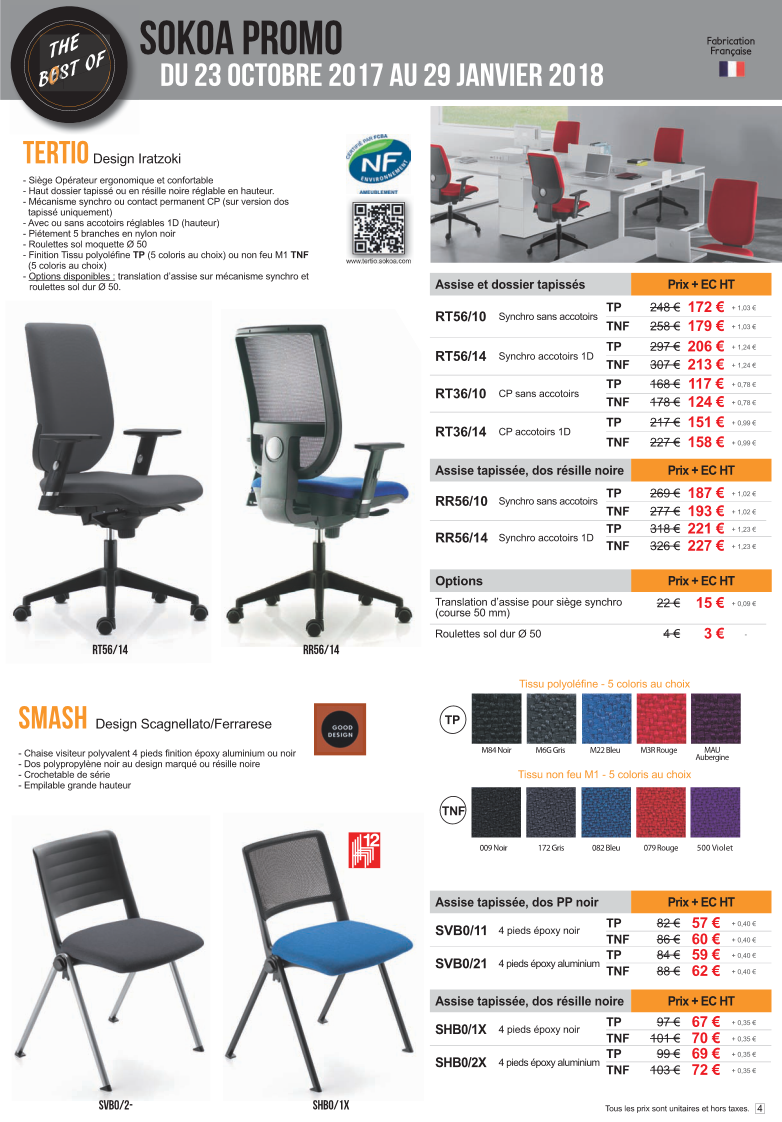 THE
BEST OF
SOKOA PROMO
DU 23 OCTOBRE 2017 AU 29 JANVIER 2018
Fabrication
Française
TERTIO Design Iratzoki
- Siège Opérateur ergonomique et confortable
- Haut dossier tapissé ou en résille noire réglable en hauteur.
- Mécanisme synchro ou contact permanent CP (sur version dos
tapissé uniquement)
- Avec ou sans accotoirs réglables 1D (hauteur)
- Piétement 5 branches en nylon noir
- Roulettes sol moquette Ø 50
- Finition Tissu polyoléfine TP (5 coloris au choix) ou non feu M1 TNF
(5 coloris au choix)
- Options disponibles : translation d'assise sur mécanisme synchro et
roulettes sol dur Ø 50.
CERTIFIÉ PAR FCBA
NF
ENVIRONNEMENT
AMEUBLEMENT
www.tertio.sokoa.com
RT56/14
RR56/14
Assise et dossier tapissés Prix + EC HT
RT56/10 Synchro sans accotoirs TP 248 € 172 € + 1,03 €
TNF 258 € 179 € + 1,03 €
RT56/14 Synchro accotoirs 1D TP 297 € 206 € + 1,24 €
TNF 307 € 213 € + 1,24 €
RT36/10 CP sans accotoirs TP 168 € 117 € + 0,78 €
TNF 178 € 124 € + 0,78 €
RT36/14 CP accotoirs 1D TP 217 € 151 € + 0,99 €
TNF 227 € 158 € + 0,99 €
Assise tapissée, dos résille noire Prix + EC HT
RR56/10 Synchro sans accotoirs TP 269 € 187 € + 1,02 €
TNF 277 € 193 € + 1,02 €
RR56/14 Synchro accotoirs 1D TP 318 € 221 € + 1,23 €
TNF 326 € 227 € + 1,23 €
Options Prix + EC HT
Translation d'assise pour siège synchro 22 € 15 € + 0,09 €
(course 50 mm)
Roulettes sol dur Ø 50 4 € 3 € -
SMASH Design Scagnellato/Ferrarese
GOOD
DESIGN
- Chaise visiteur polyvalent 4 pieds finition époxy aluminium ou noir
- Dos polypropylène noir au design marqué ou résille noire
- Crochetable de série
- Empilable grande hauteur
12
SVB0/2-
SHB0/1X
Tissu polyoléfine - 5 coloris au choix
TP
M84 Noir M6G Gris M22 Bleu M3R Rouge MAU
Aubergine
Tissu non feu M1 - 5 coloris au choix
TNF
009 Noir 172 Gris 082 Bleu 079 Rouge 500 Violet
Assise tapissée, dos PP noir Prix + EC HT
SVB0/11 4 pieds époxy noir TP 82 € 57 € + 0,40 €
TNF 86 € 60 € + 0,40 €
SVB0/21 4 pieds époxy aluminium TP 84 € 59 € + 0,40 €
TNF 88 € 62 € + 0,40 €
Assise tapissée, dos résille noire Prix + EC HT
SHB0/1X 4 pieds époxy noir TP 97 € 67 € + 0,35 €
TNF 101 € 70 € + 0,35 €
SHB0/2X 4 pieds époxy aluminium TP 99 € 69 € + 0,35 €
TNF 103 € 72 € + 0,35 €
Tous les prix sont unitaires et hors taxes. 4